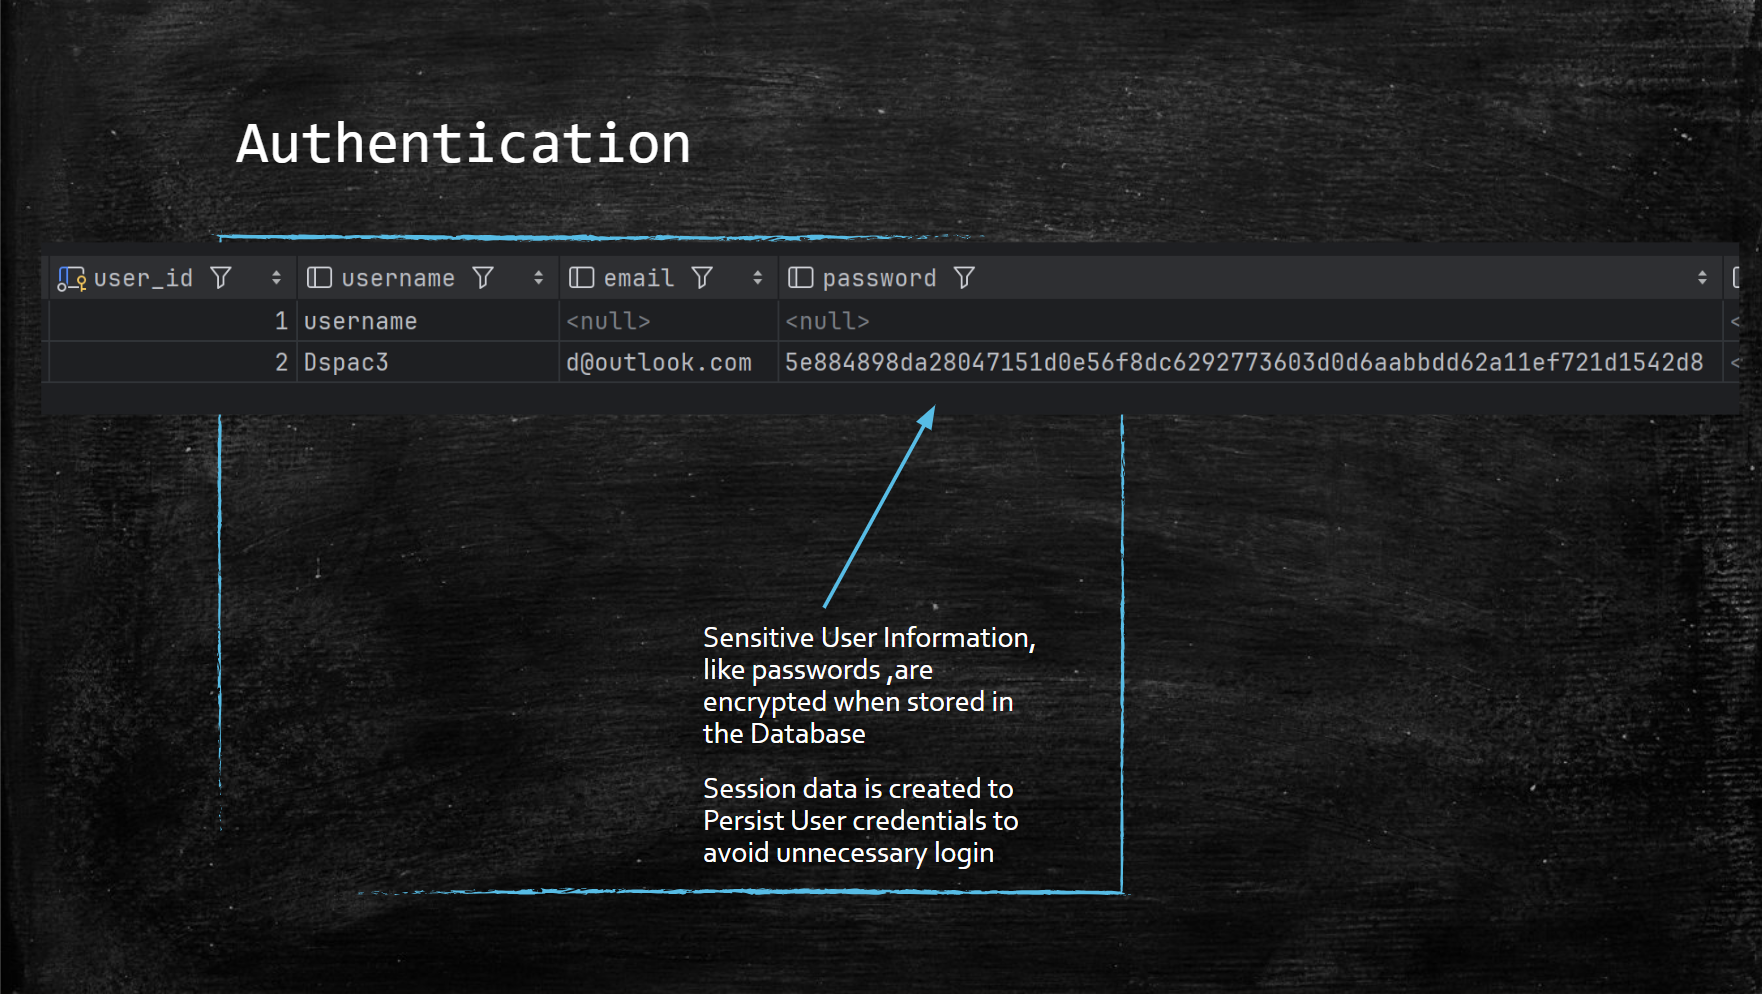 Authentication
user_id username email password
1 username <null> <null> <
2 Dspac3 d@outlook.com 5e884898da28047151d0e56f8dc6292773603d0d6aabbdd62a11ef721d1542d8 <
Sensitive User Information,
like passwords ,are
encrypted when stored in
the Database
Session data is created to
Persist User credentials to
avoid unnecessary login